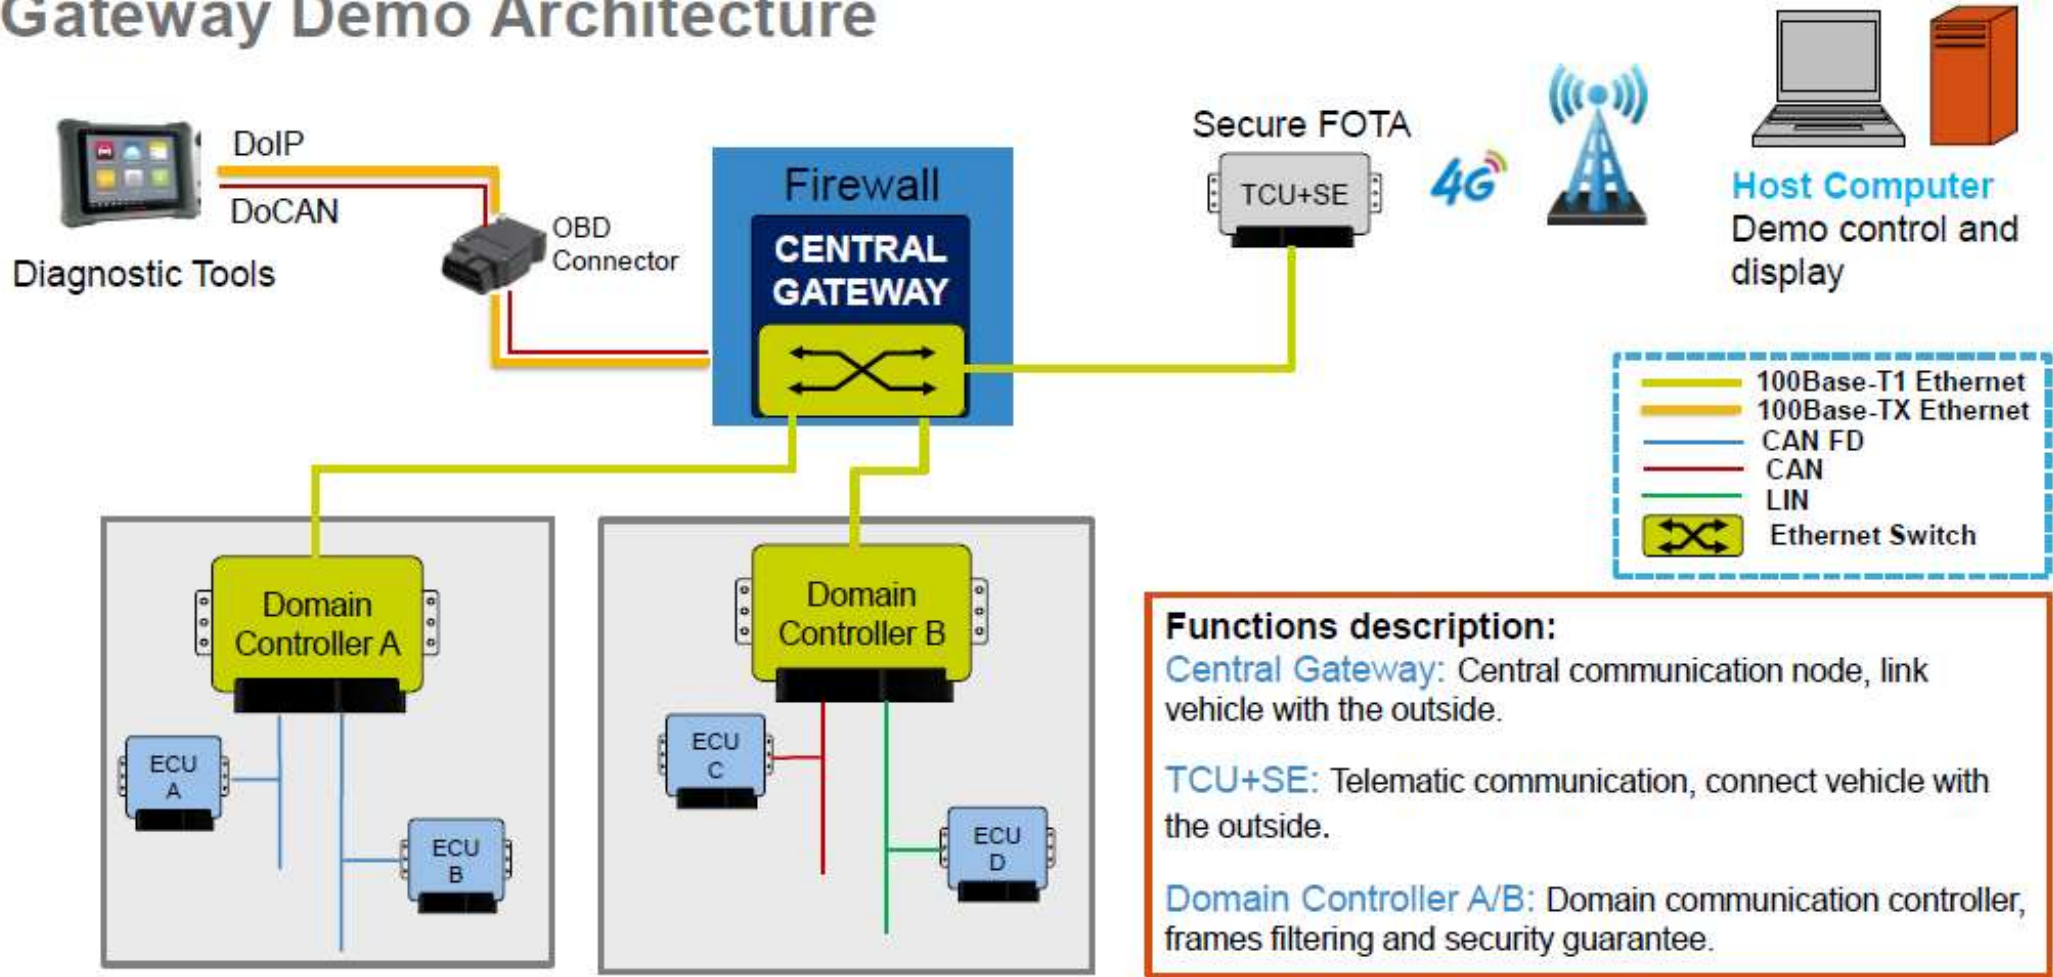 Gateway Demo Architecture
DoIP
DoCAN
Diagnostic Tools
OBD
Connector
Firewall
CENTRAL
GATEWAY
Secure FOTA
TCU+SE
4G
Host Computer
Demo control and
display
100Base-T1 Ethernet
100Base-TX Ethernet
CAN FD
CAN
LIN
Ethernet Switch
Domain
Controller A
ECU
A
ECU
B
Domain
Controller B
ECU
C
ECU
D
Functions description:
Central Gateway: Central communication node, link
vehicle with the outside.
TCU+SE: Telematic communication, connect vehicle with
the outside.
Domain Controller A/B: Domain communication controller,
frames filtering and security guarantee.